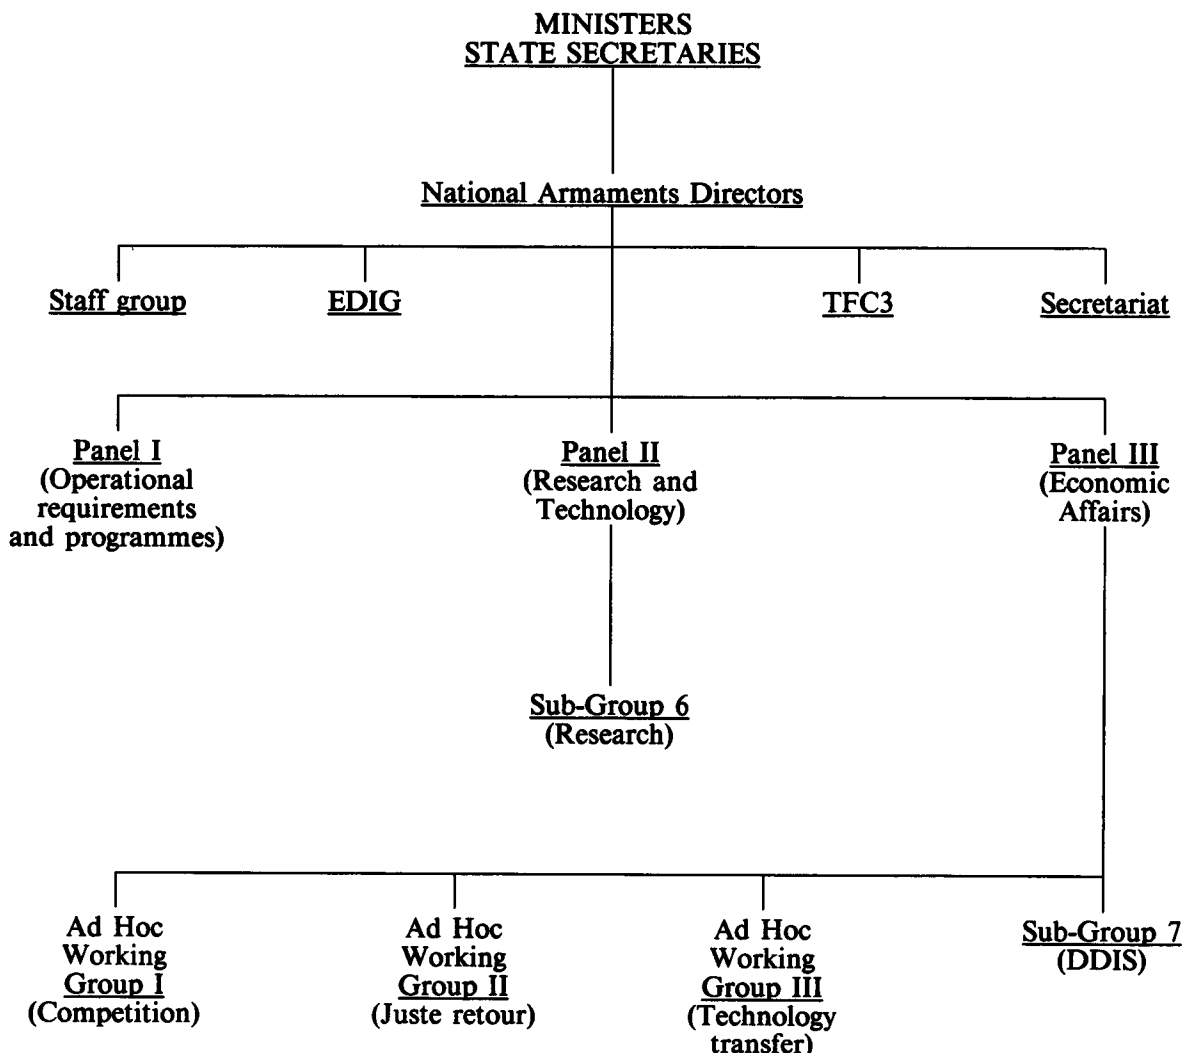 MINISTERS
STATE SECRETARIES
National Armaments Directors
Staff group
EDIG
TFC3
Secretariat
Panel I
(Operational
requirements
and programmes)
Panel II
(Research and
Technology)
Panel III
(Economic
Affairs)
Sub-Group 6
(Research)
Ad Hoc
Working
Group I
(Competition)
Ad Hoc
Working
Group II
(Juste retour)
Ad Hoc
Working
Group III
(Technology
transfer)
Sub-Group 7
(DDIS)